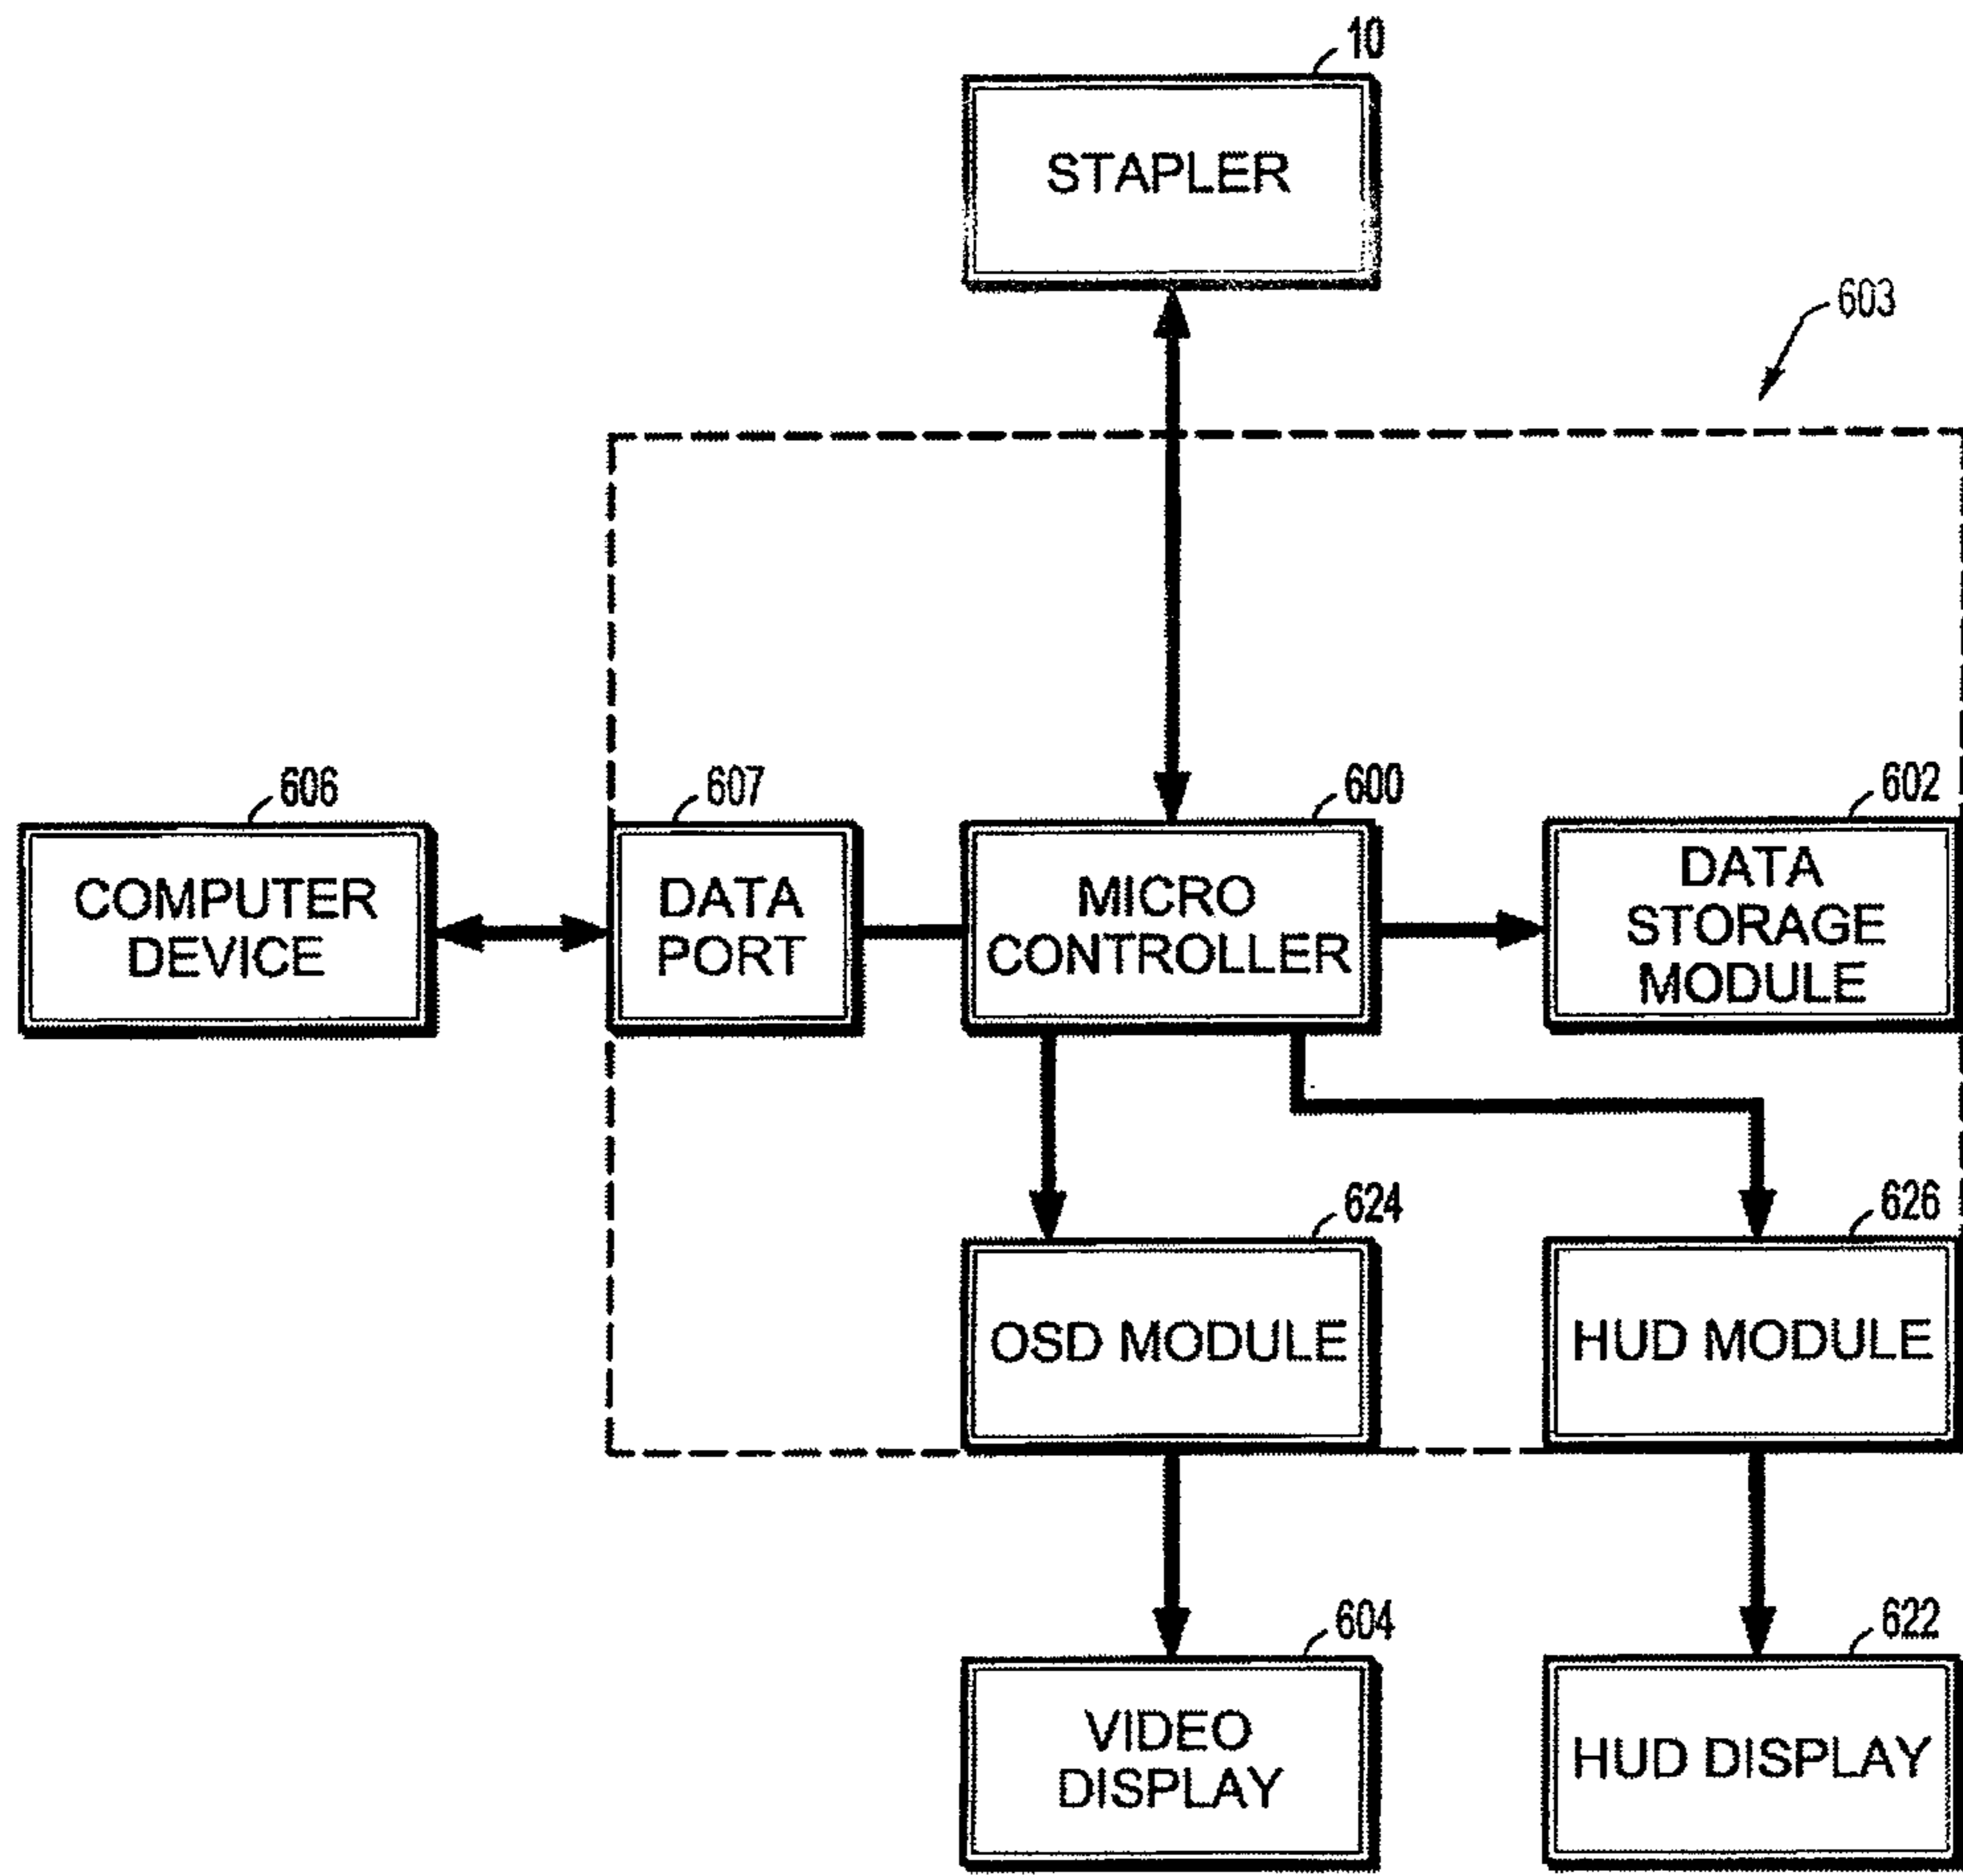 10
STAPLER
603
606
607
600
602
COMPUTER
DEVICE
DATA
PORT
MICRO
CONTROLLER
DATA
STORAGE
MODULE
624
626
OSD MODULE
HUD MODULE
604
622
VIDEO
DISPLAY
HUD DISPLAY